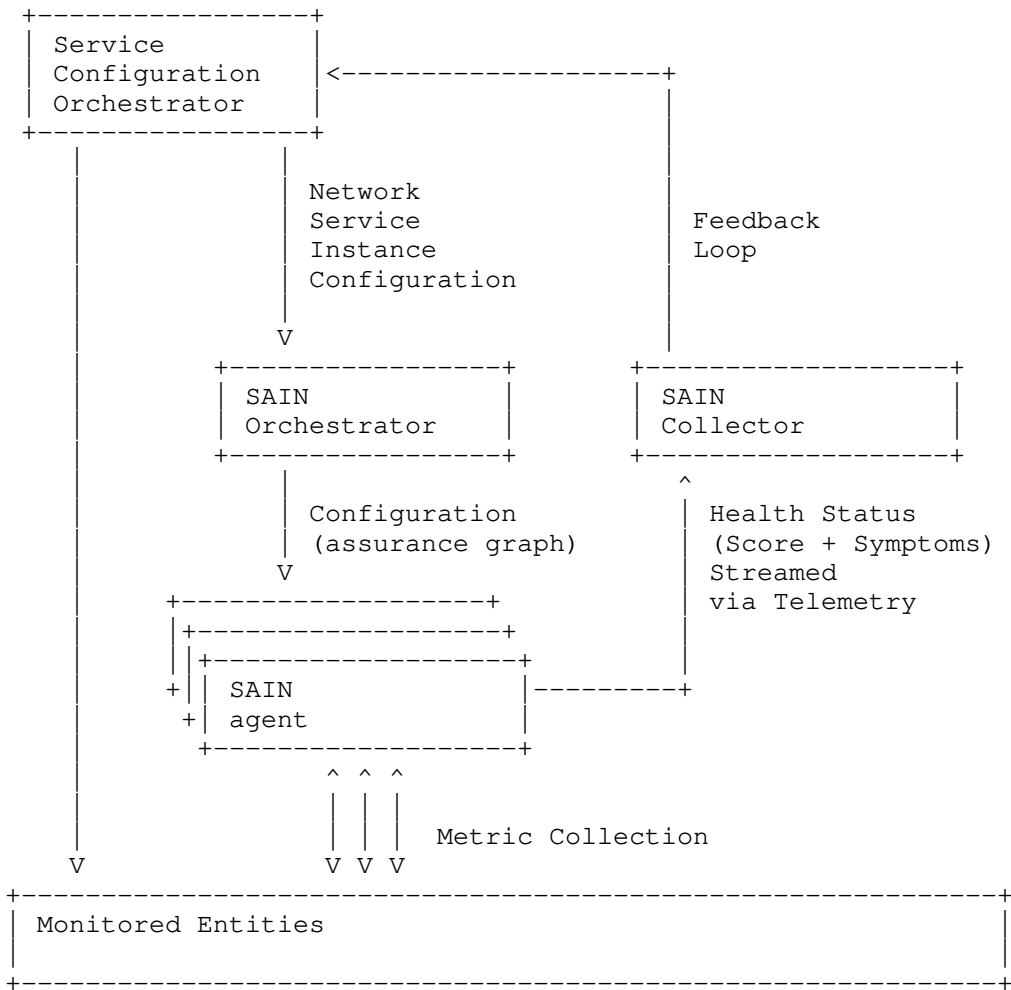 Service
Configuration
Orchestrator
Network
Service
Instance
Configuration
Feedback
Loop
SAIN
Orchestrator
SAIN
Collector
Configuration
(assurance graph)
Health Status
(Score + Symptoms)
Streamed
via Telemetry
SAIN
agent
Metric Collection
Monitored Entities